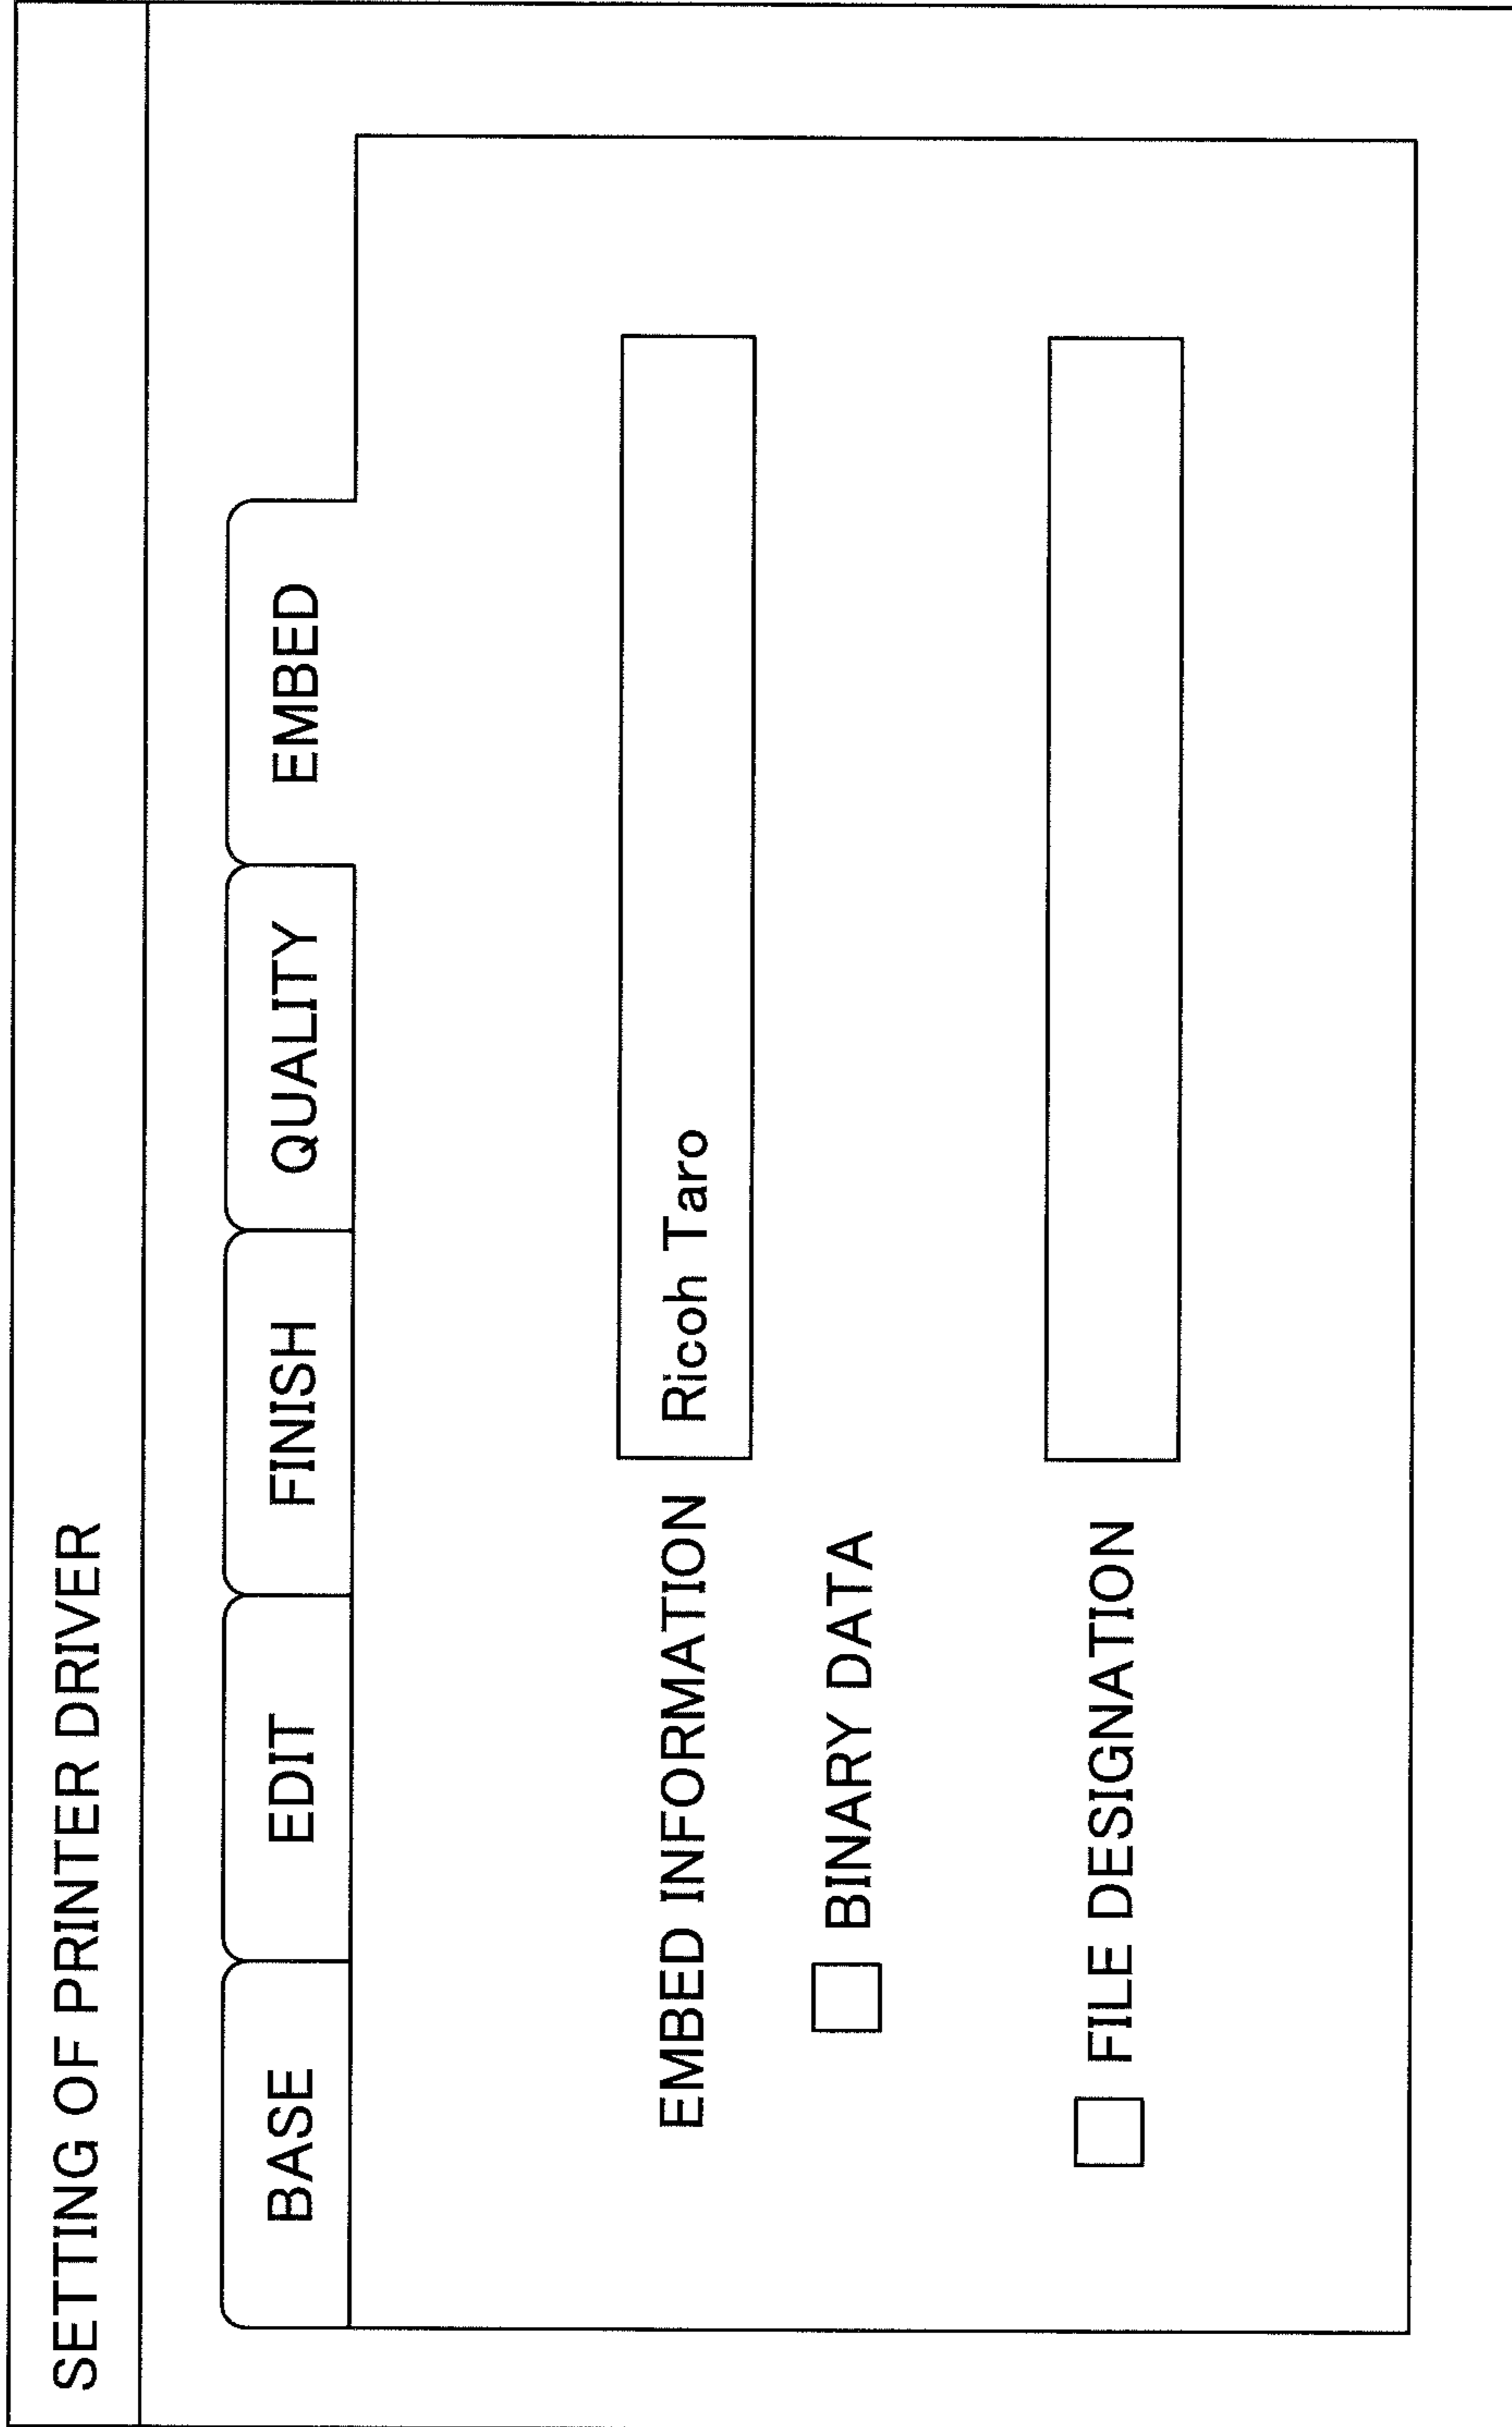 SETTING OF PRINTER DRIVER
BASE EDIT FINISH QUALITY EMBED
EMBED INFORMATION Ricoh Taro
BINARY DATA
FILE DESIGNATION